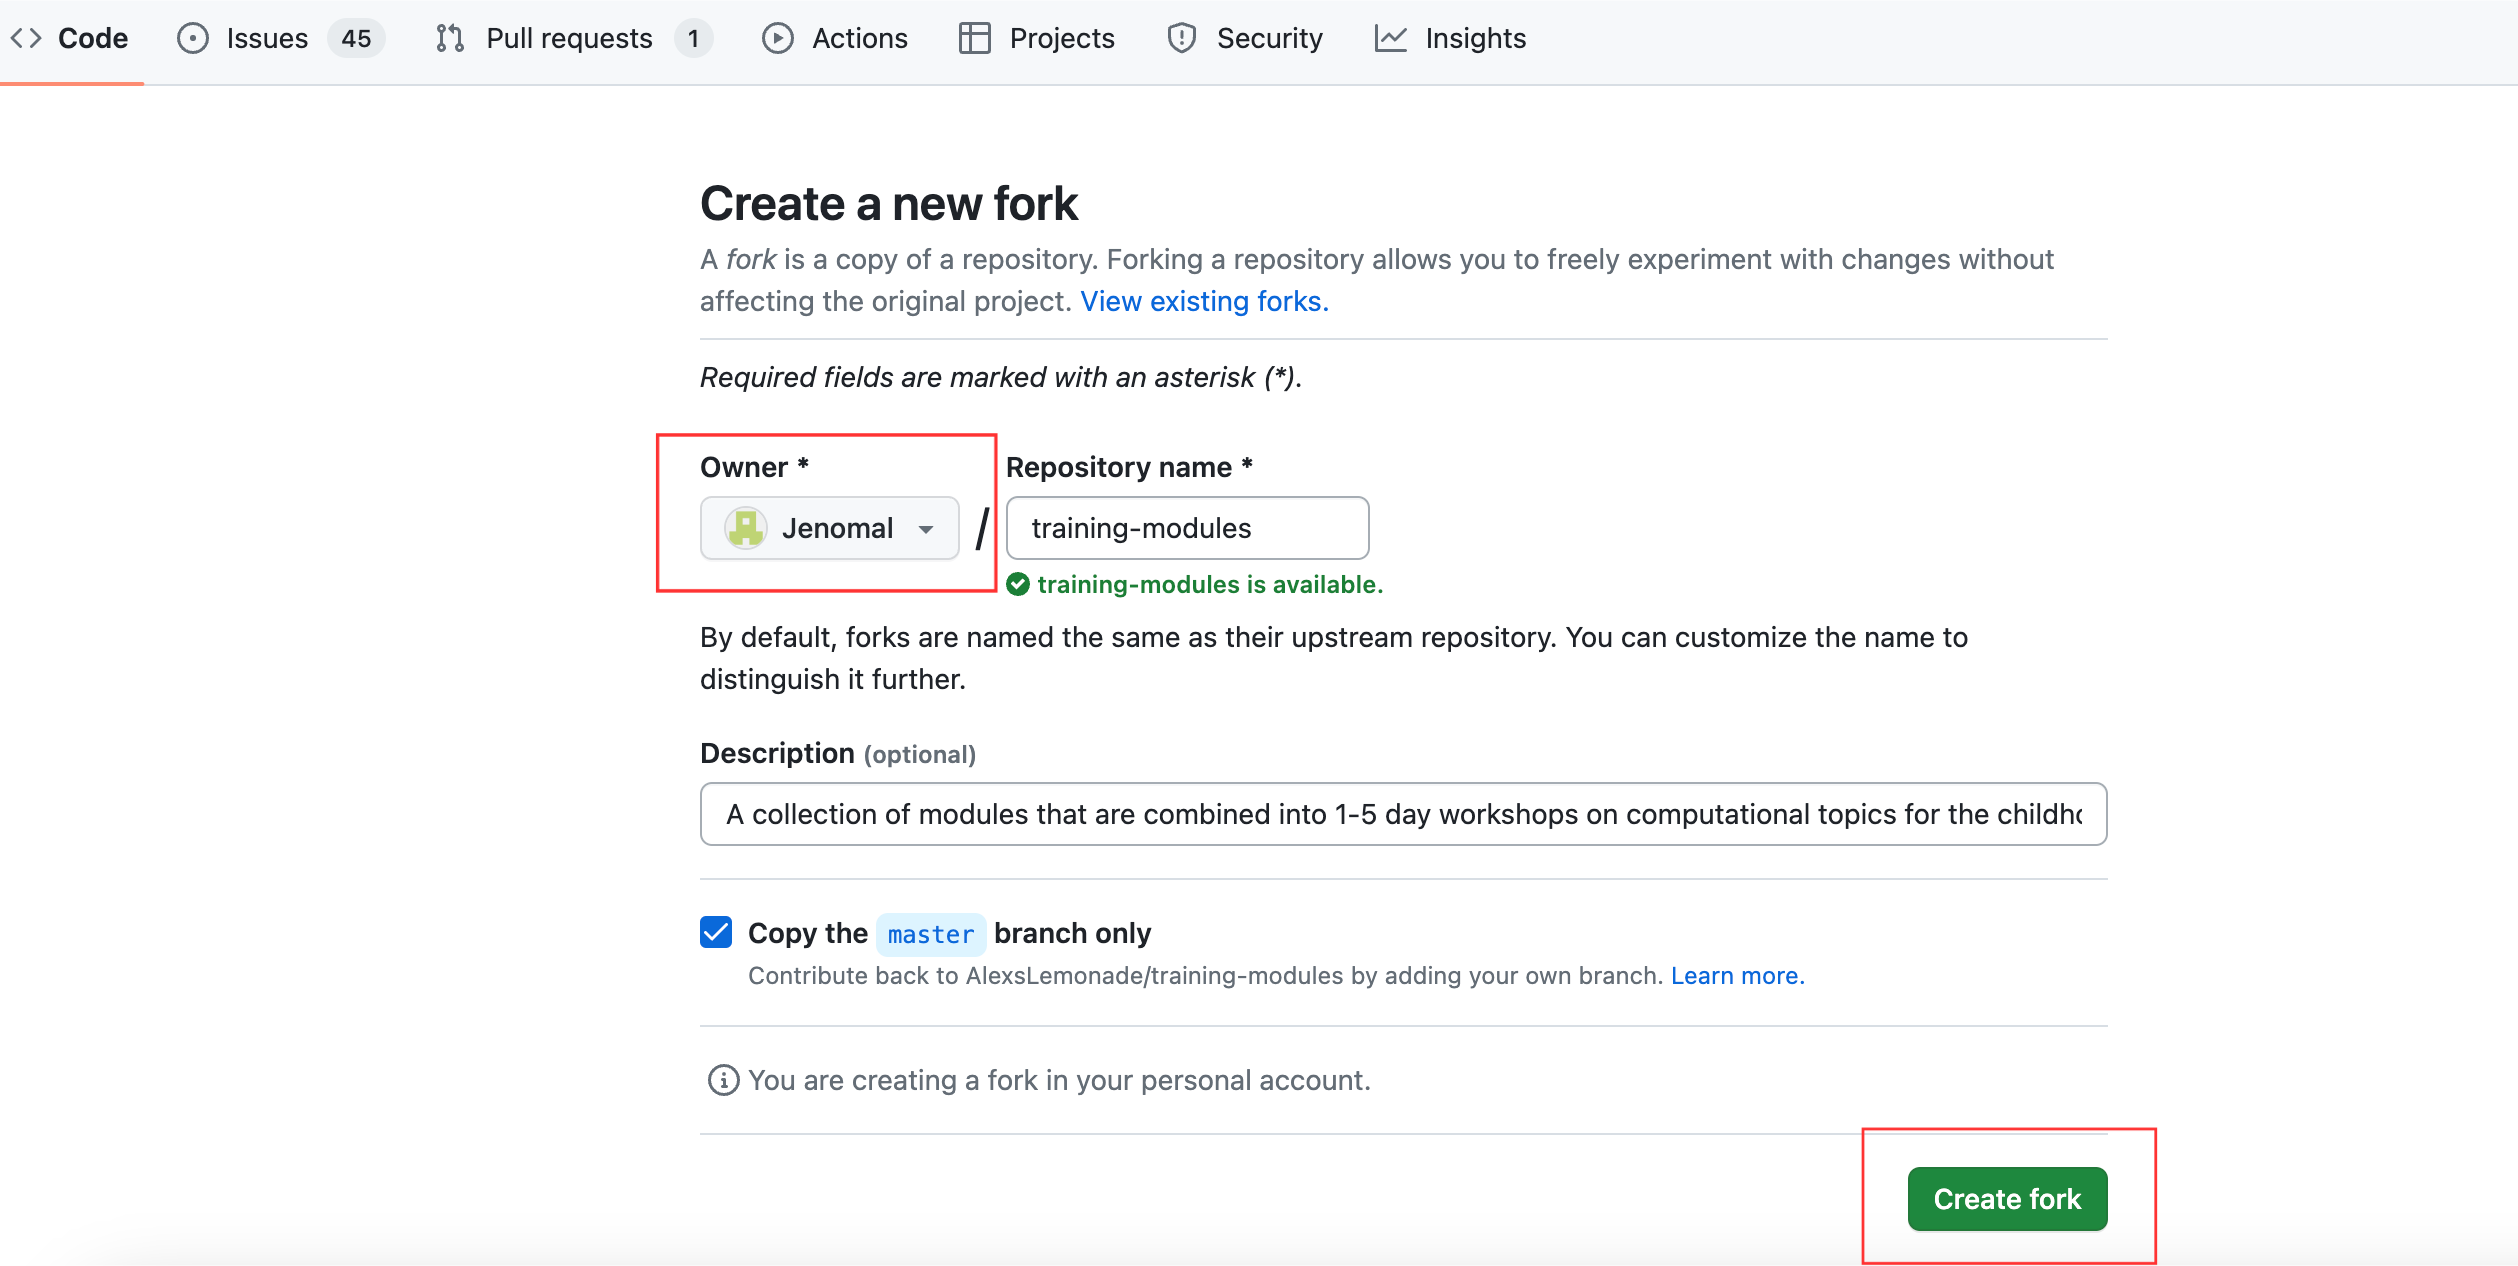 Code Issues 45 Pull requests 1 Actions Projects Security Insights
Create a new fork
A fork is a copy of a repository. Forking a repository allows you to freely experiment with changes without
affecting the original project. View existing forks.
Required fields are marked with an asterisk (*).
Owner * Repository name *
Jenomal / training-modules
training-modules is available.
By default, forks are named the same as their upstream repository. You can customize the name to
distinguish it further.
Description (optional)
A collection of modules that are combined into 1-5 day workshops on computational topics for the childho
Copy the master branch only
Contribute back to AlexsLemonade/training-modules by adding your own branch. Learn more.
You are creating a fork in your personal account.
Create fork